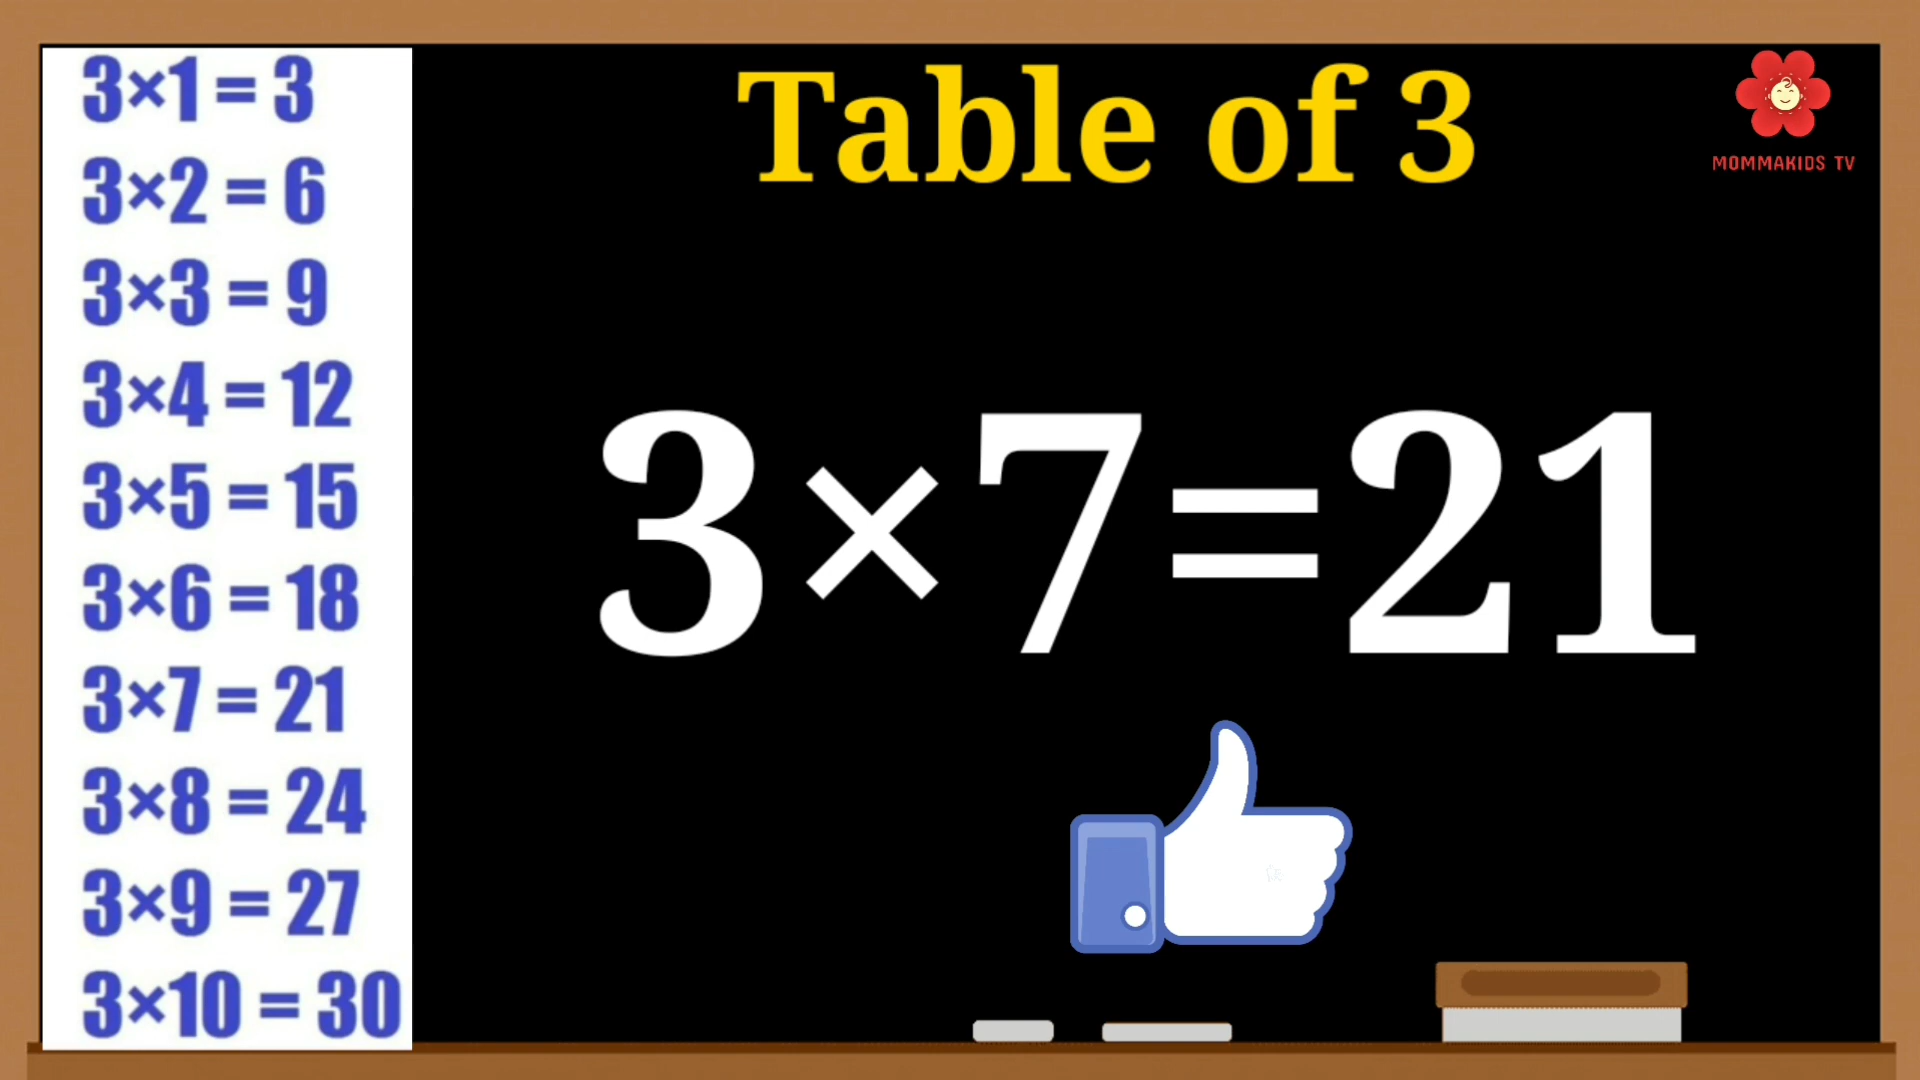 3×1 = 3
3×2 = 6
3×3 = 9
3×4 = 12
3×5 = 15
3×6 = 18
3×7 = 21
3×8 = 24
3×9 = 27
3×10 = 30
Table of 3
MOMMAKIDS TV
3×7=21